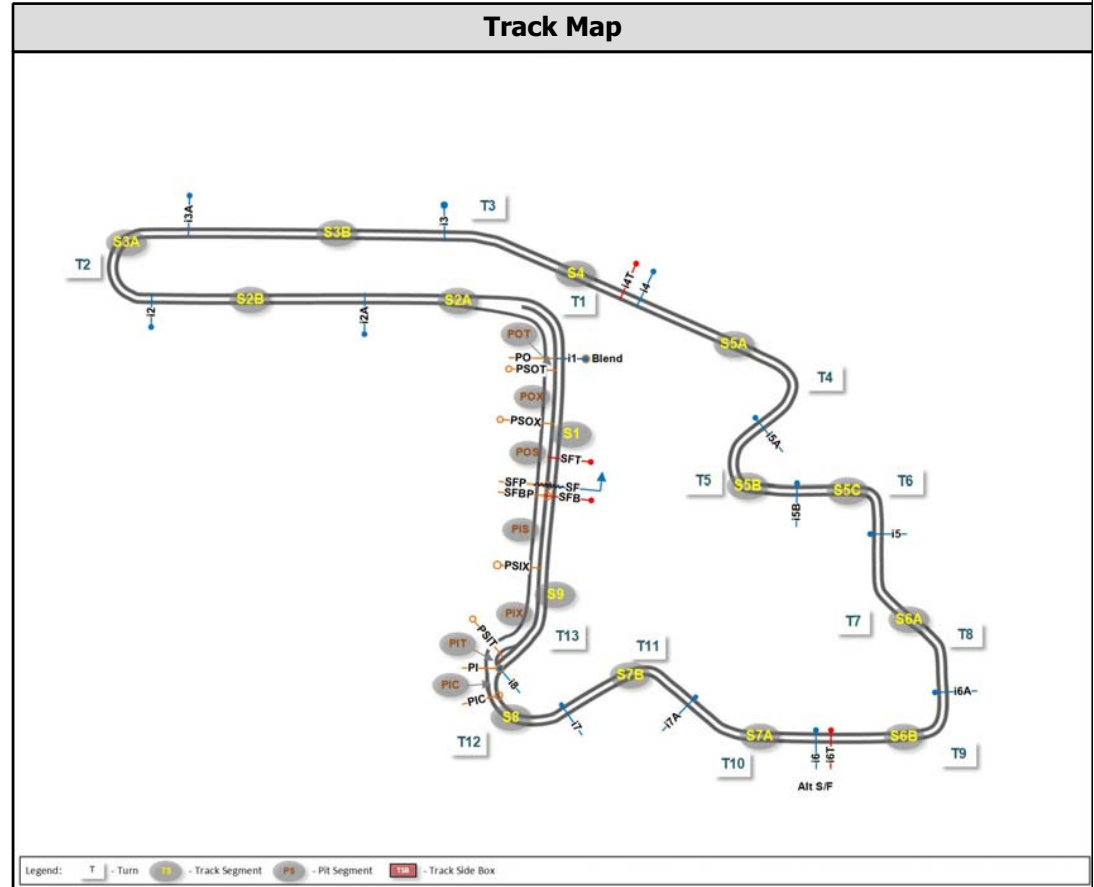 Track Map
i3A
T3
i3
S3B
S3A
T2
S4
i4T
i4
T1
i2
S2B
i2A
S2A
S5A
POT
PO
i1
Blend
PSOT
T4
POX
PSOX
S1
i5A
POS
SFT
SFP
SF
SFBP
SFB
T5
S5B
i5B
S5C
T6
PIS
i5
PSIX
S9
PIX
T7
S6A
T8
PSIT
T13
PIT
PI
T11
S7B
i8
PIC
PIC
i6A
S8
i7
i7A
T12
S7A
i6
i6T
S6B
T10
T9
Alt S/F
Legend: T - Turn TS - Track Segment PS - Pit Segment TSB - Track Side Box